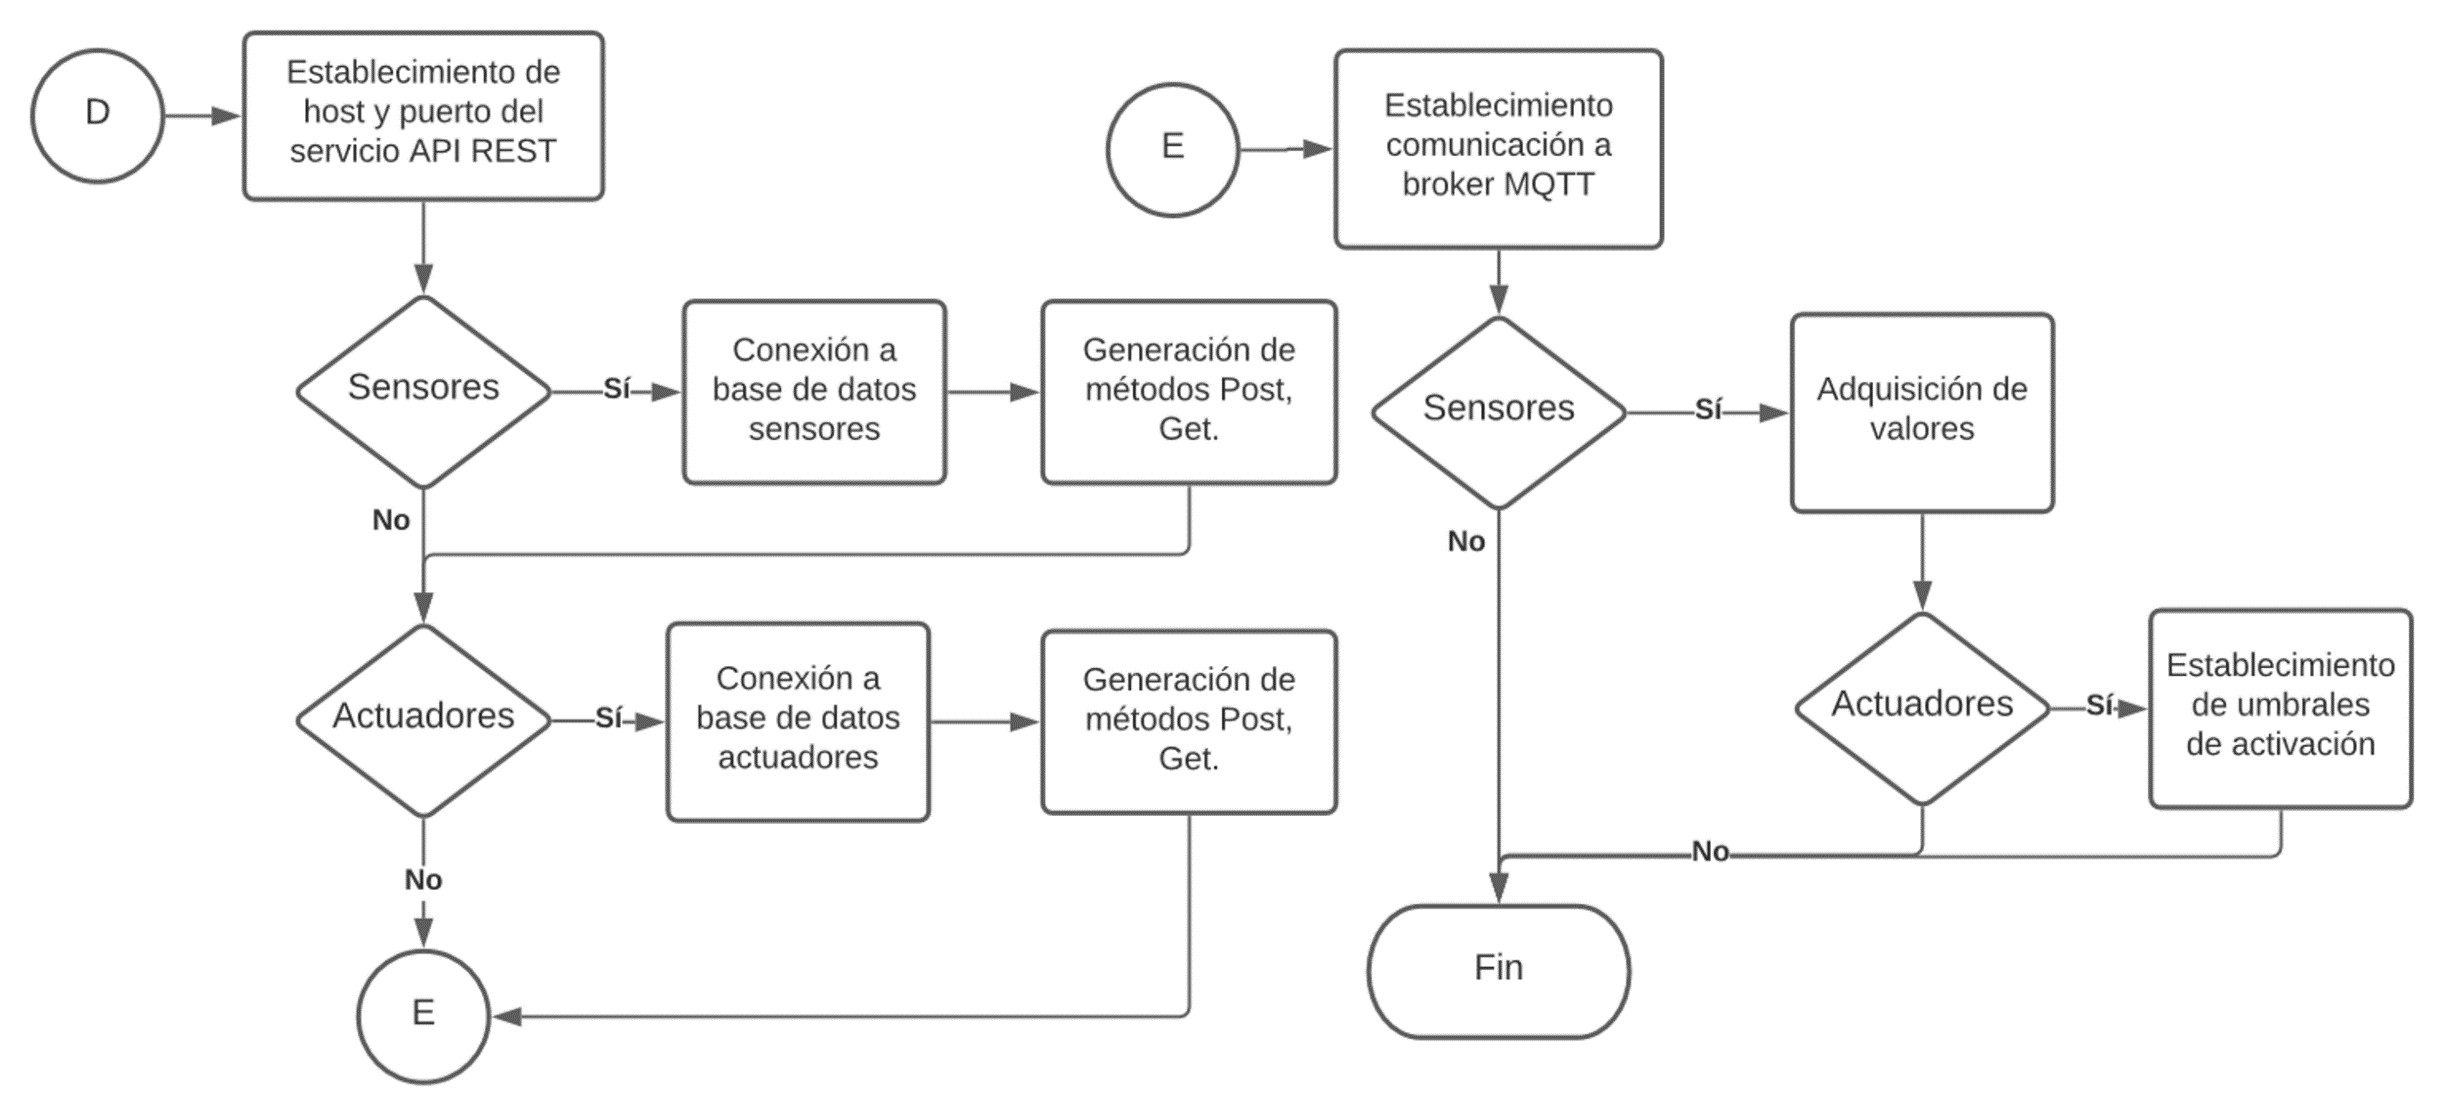 D
Establecimiento de
host y puerto del
servicio API REST
Sensores
Sí
Conexión a
base de datos
sensores
Generación de
métodos Post,
Get.
No
Actuadores
Sí
Conexión a
base de datos
actuadores
Generación de
métodos Post,
Get.
No
E
E
Establecimiento
comunicación a
broker MQTT
Sensores
Sí
Adquisición de
valores
No
Actuadores
Sí
Establecimiento
de umbrales
de activación
No
Fin